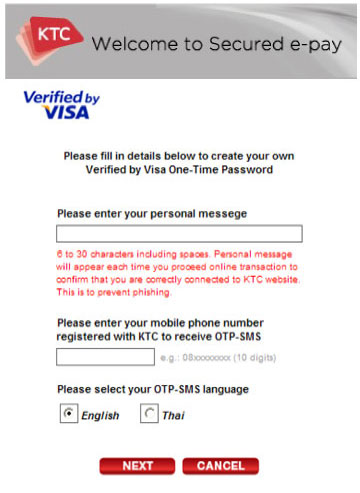 KTC
Welcome to Secured e-pay
Verified by
VISA
Please fill in details below to create your own
Verified by Visa One-Time Password
Please enter your personal messege
6 to 30 characters including spaces. Personal message
will appear each time you proceed online transaction to
confirm that you are correctly connected to KTC website.
This is to prevent phishing.
Please enter your mobile phone number
registered with KTC to receive OTP-SMS
e.g.: 08xxxxxxxx (10 digits)
Please select your OTP-SMS language
English Thai
NEXT CANCEL